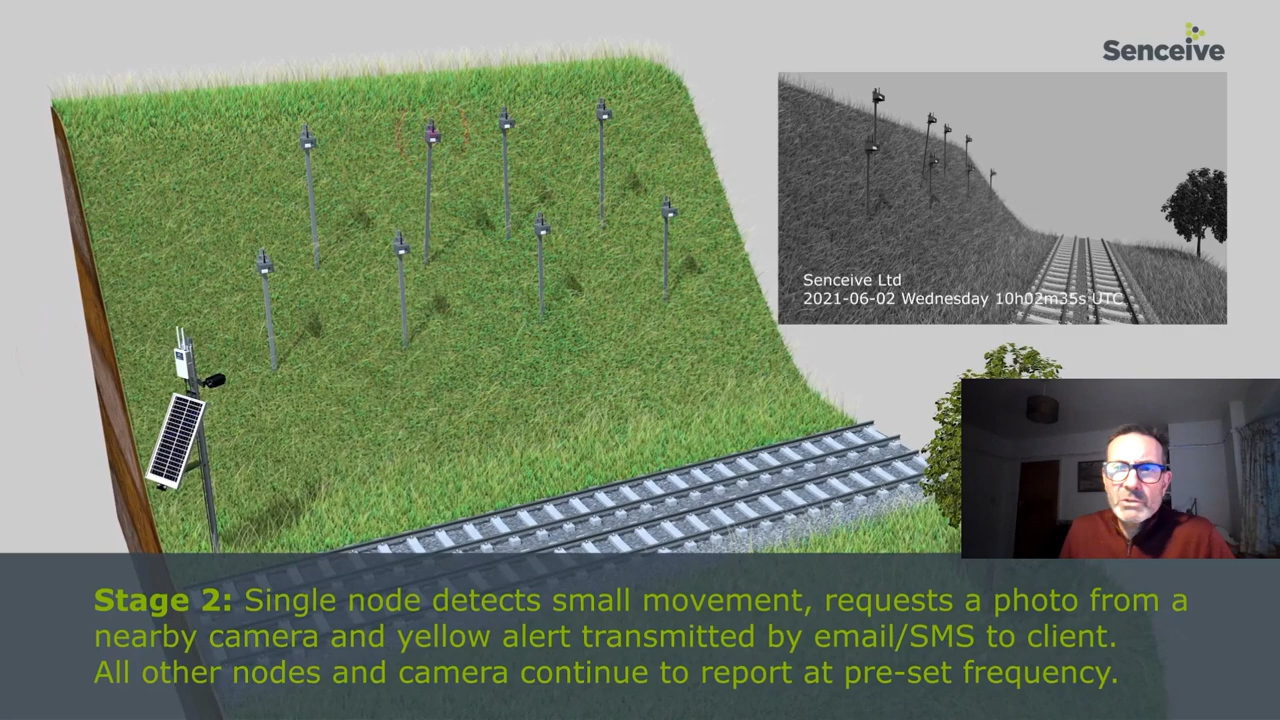 Senceive
Senceive Ltd
2021-06-02 Wednesday 10h02m35s UTC
Stage 2: Single node detects small movement, requests a photo from a
nearby camera and yellow alert transmitted by email/SMS to client.
All other nodes and camera continue to report at pre-set frequency.